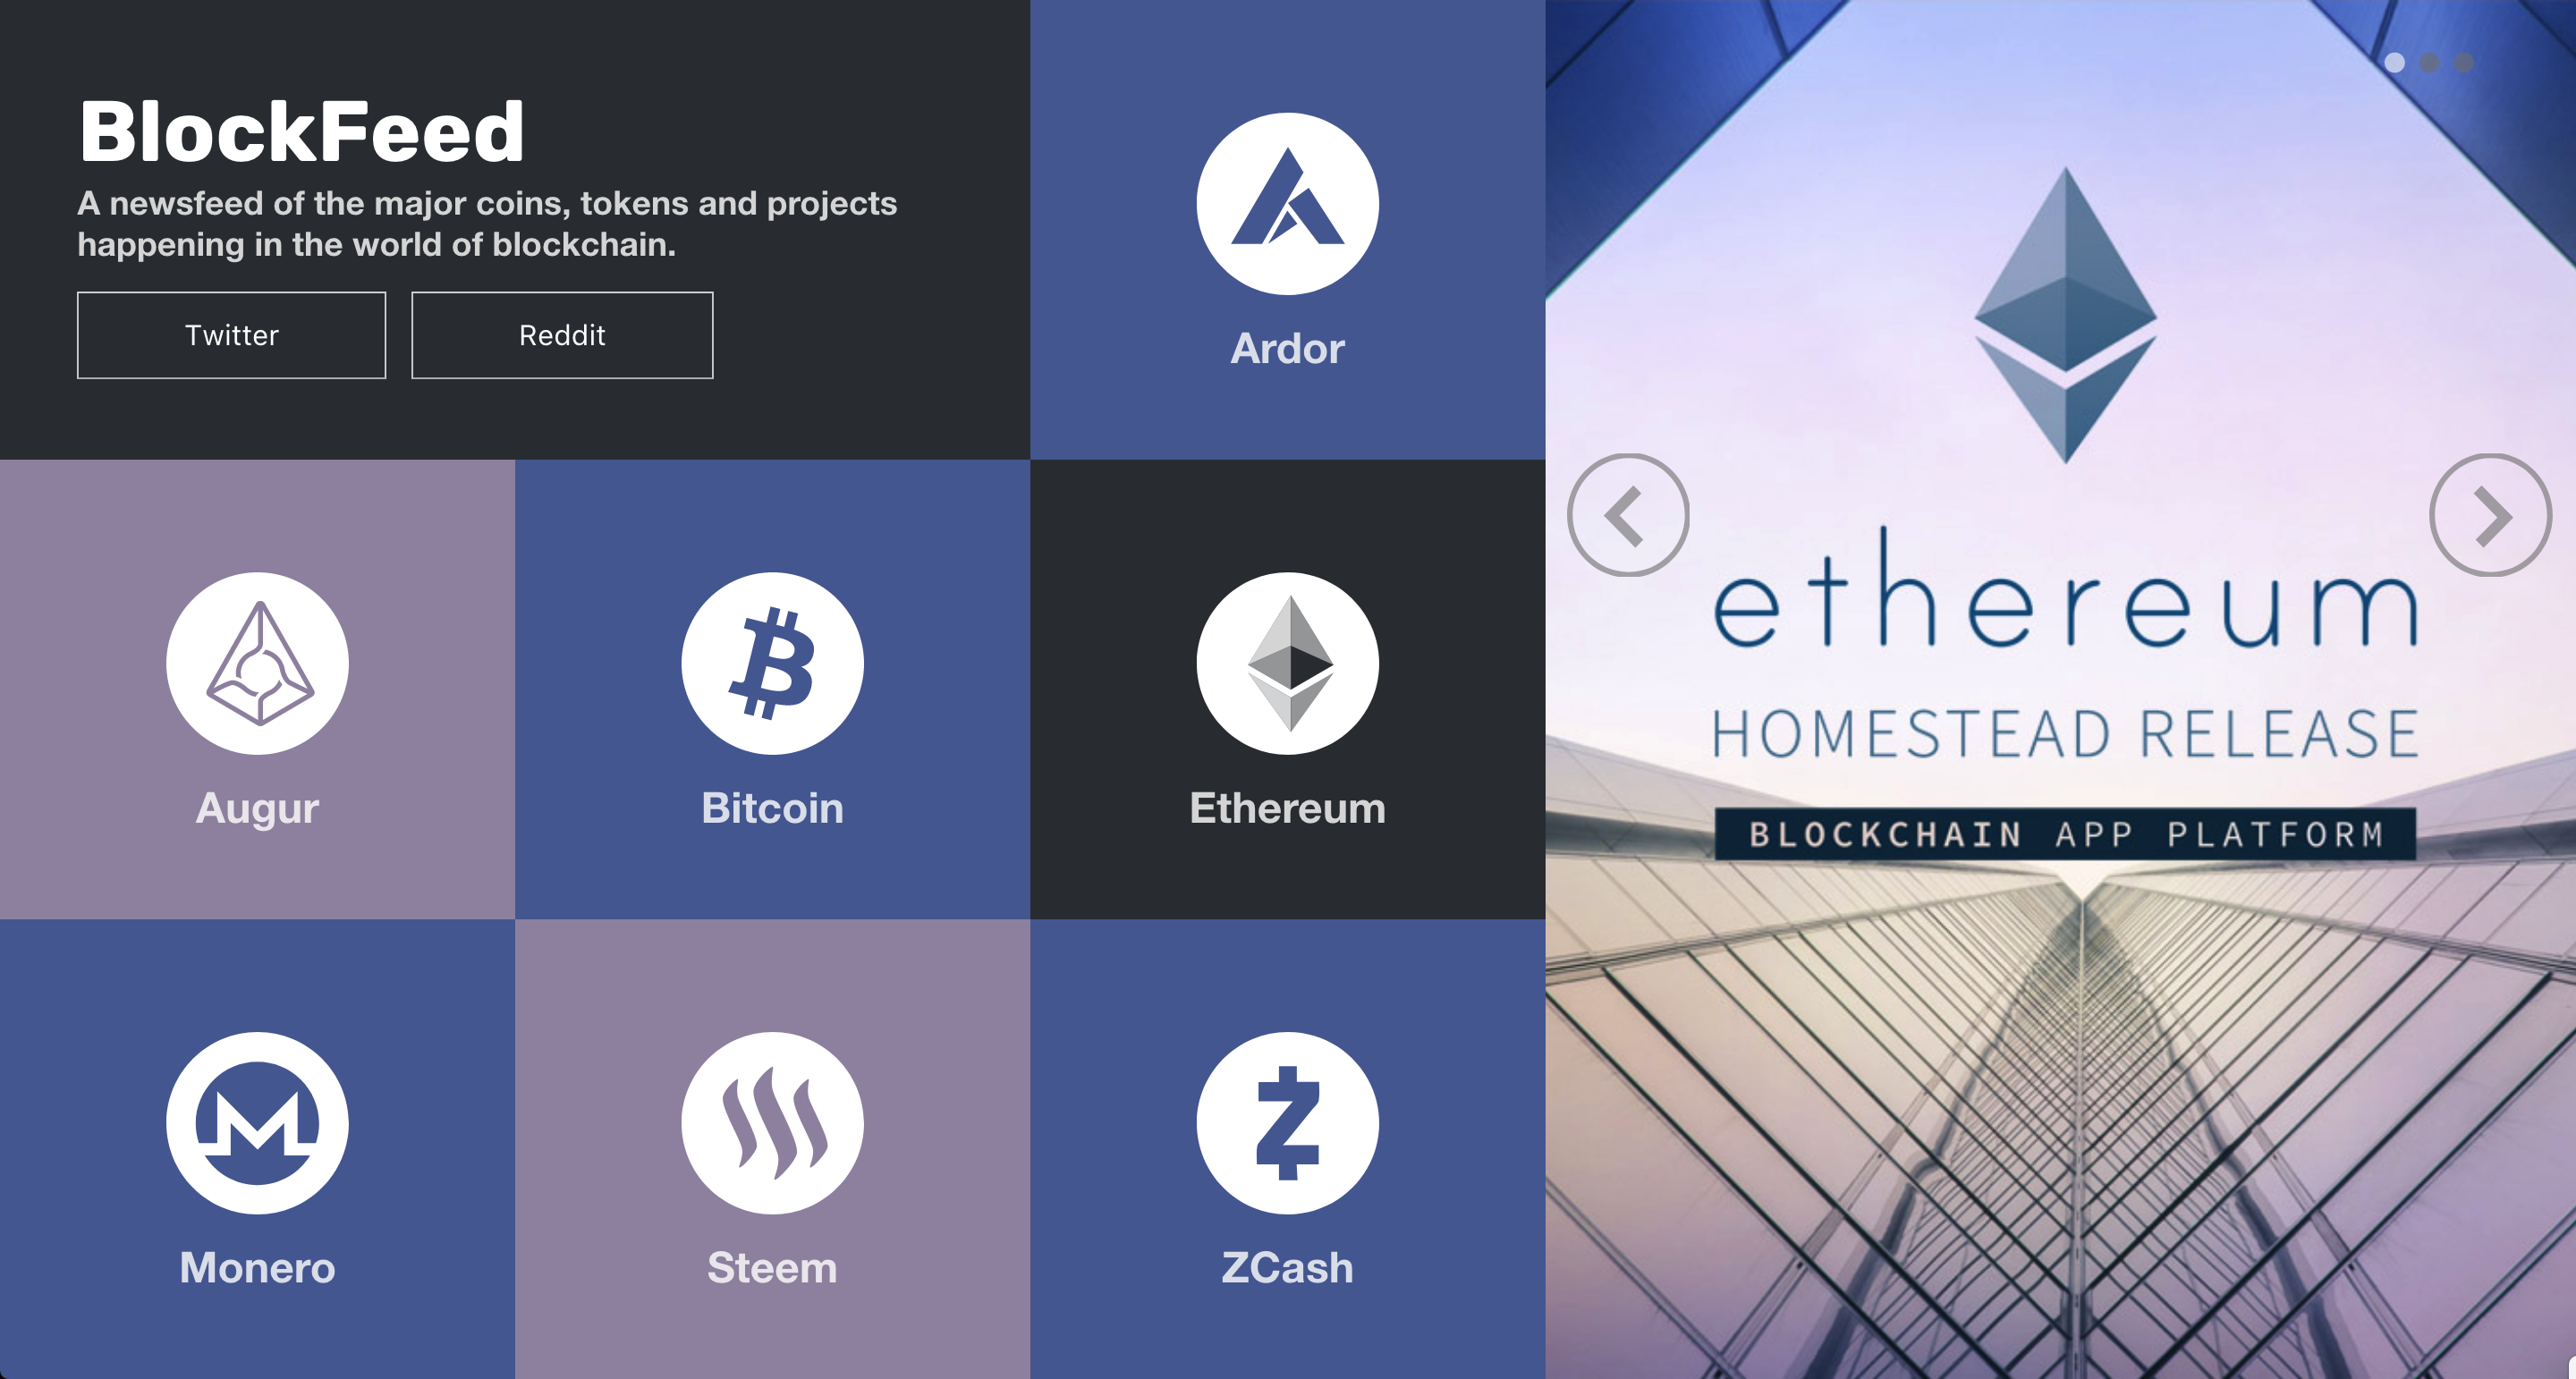 BlockFeed
A newsfeed of the major coins, tokens and projects
happening in the world of blockchain.
Twitter
Reddit
Ardor
Augur
Bitcoin
Ethereum
Monero
Steem
ZCash
ethereum
HOMESTEAD RELEASE
BLOCKCHAIN APP PLATFORM